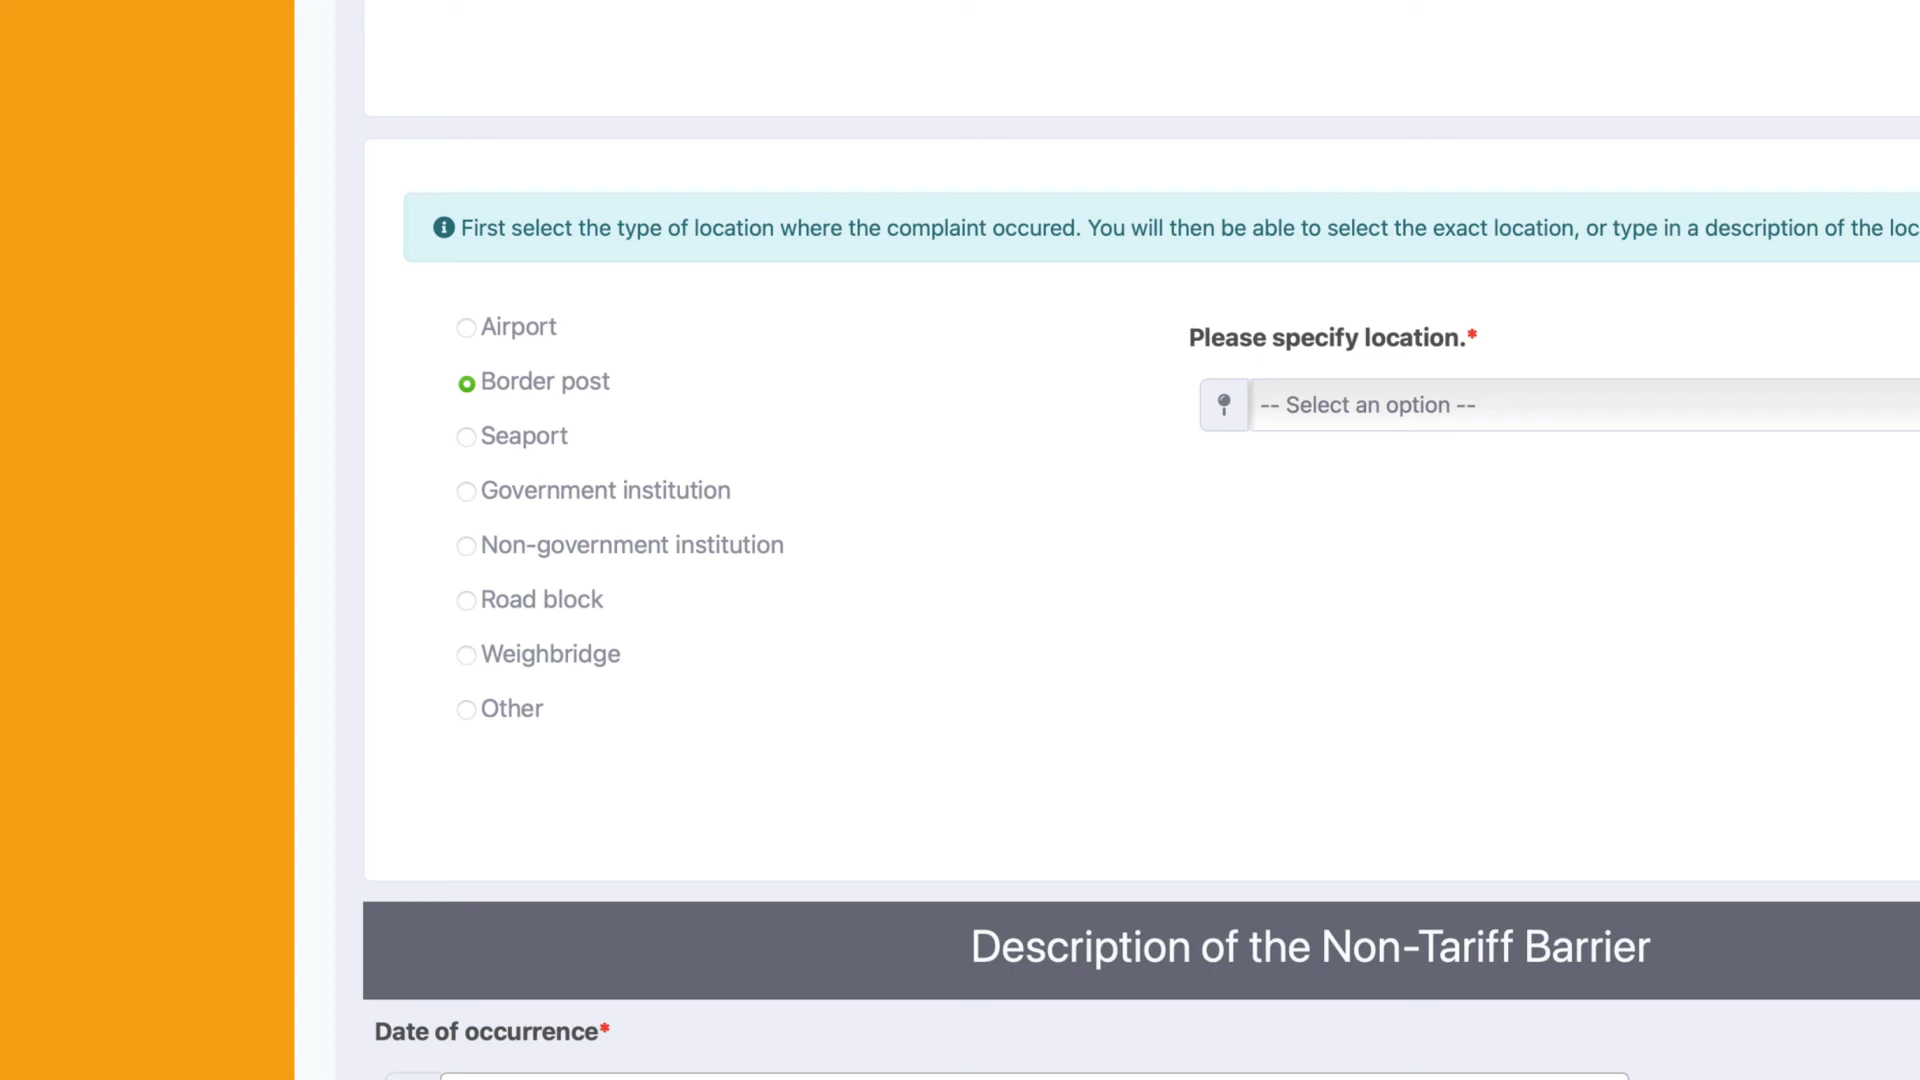 First select the type of location where the complaint occured. You will then be able to select the exact location, or type in a description of the
Airport
Please specify location.*
Border post
-- Select an option --
Seaport
Government institution
Non-government institution
Road block
Weighbridge
Other
Description of the Non-Tariff Barrier
Date of occurrence*